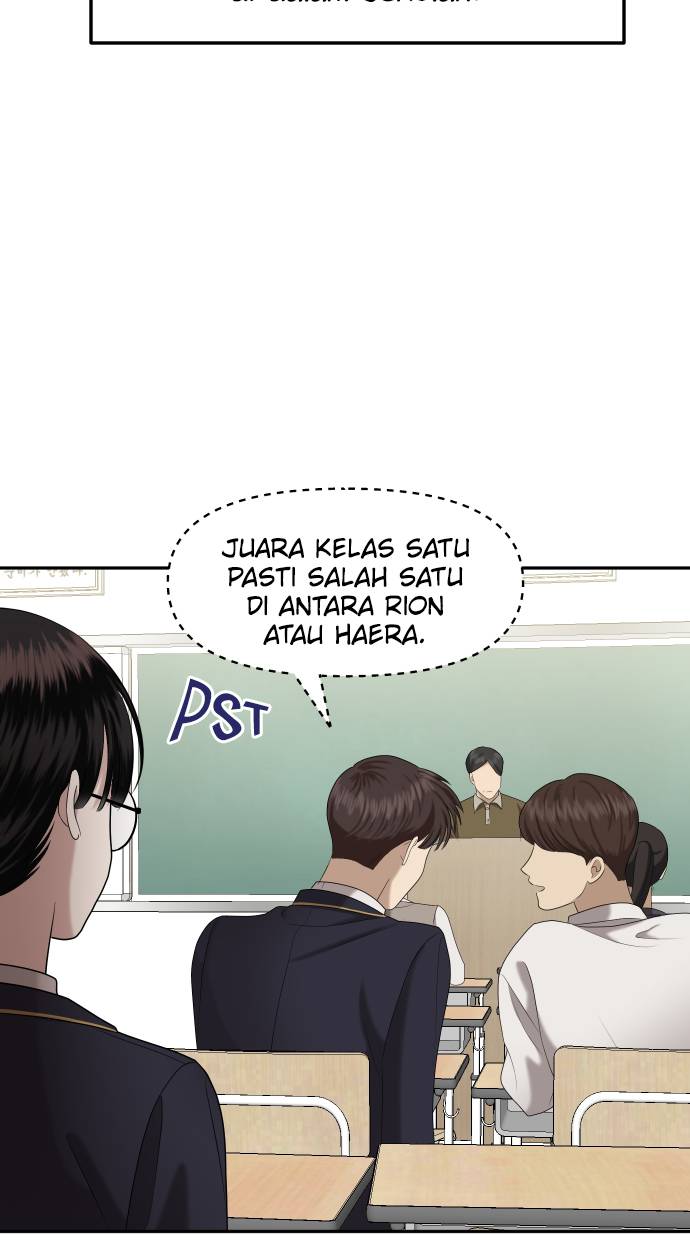 JUARA KELAS SATU
PASTI SALAH SATU
DI ANTARA RION
ATAU HAERA.
PST